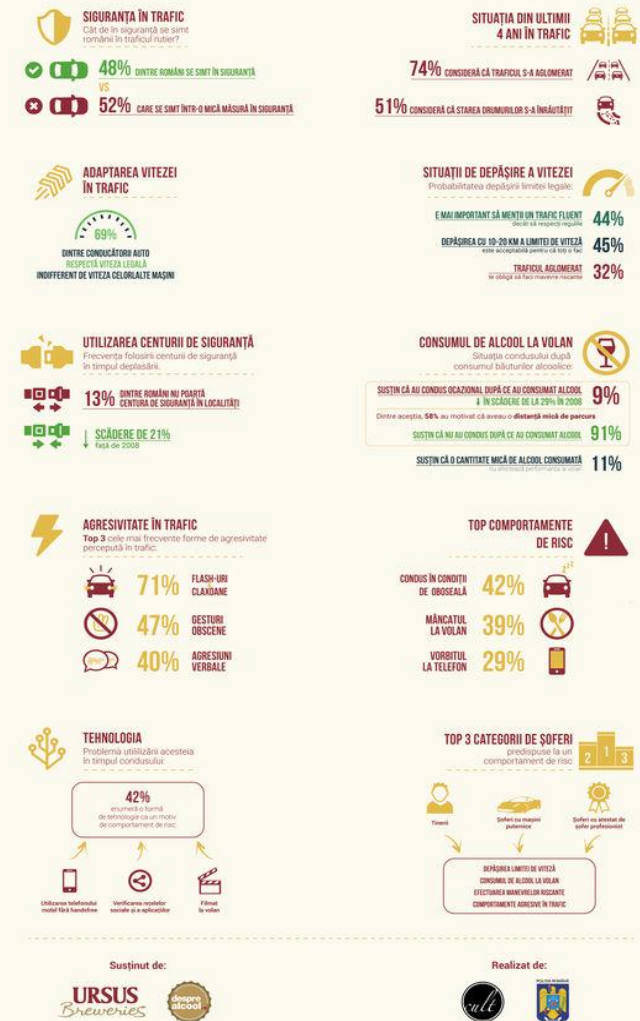 SIGURANȚA ÎN TRAFIC
Cât de în siguranță se simt
românii în traficul rutier?
48% DINTRE ROMÂNI SE SIMT ÎN SIGURANȚĂ
VS
52% CARE SE SIMT ÎNTR-O MICĂ MĂSURĂ ÎN SIGURANȚĂ
SITUAȚIA DIN ULTIMII
4 ANI ÎN TRAFIC
74% CONSIDERĂ CĂ TRAFICUL S-A AGLOMERAT
51% CONSIDERĂ CĂ STAREA DRUMURILOR S-A ÎNRĂUTĂȚIT
ADAPTAREA VITEZEI
ÎN TRAFIC
69%
DINTRE CONDUCĂTORII AUTO
RESPECTĂ VITEZA LEGALĂ
INDIFFERENT DE VITEZA CELORLALTE MAȘINI
SITUAȚII DE DEPĂȘIRE A VITEZEI
Probabilitatea depășirii limitei legale:
E MAI IMPORTANT SĂ MENȚII UN TRAFIC FLUENT 44%
decât să respecți regulile
DEPĂȘIREA CU 10-20 KM A LIMITEI DE VITEZĂ 45%
este acceptabilă pentru că toți o fac
TRAFICUL AGLOMERAT 32%
te obligă să faci mavevre riscante
UTILIZAREA CENTURII DE SIGURANȚĂ
Frecvența folosirii centurii de siguranță
în timpul deplasării.
13% DINTRE ROMÂNI NU POARTĂ
CENTURA DE SIGURANȚĂ ÎN LOCALITĂȚI
SCĂDERE DE 21%
față de 2008
CONSUMUL DE ALCOOL LA VOLAN
Situația condusului după
consumul băuturilor alcoolice:
SUSȚIN CĂ AU CONDUS OCAZIONAL DUPĂ CE AU CONSUMAT ALCOOL 9%
ÎN SCĂDERE DE LA 29% ÎN 2008
Dintre aceștia, 58% au motivat că aveau o distanță mică de parcurs
SUSȚIN CĂ NU AU CONDUS DUPĂ CE AU CONSUMAT ALCOOL 91%
SUSȚIN CĂ O CANTITATE MICĂ DE ALCOOL CONSUMATĂ 11%
nu afectează performanța la volan
AGRESIVITATE ÎN TRAFIC
Top 3 cele mai frecvente forme de agresivitate
percepută în trafic:
71% FLASH-URI
CLAXOANE
47% GESTURI
OBSCENE
40% AGRESIUNI
VERBALE
TOP COMPORTAMENTE
DE RISC
CONDUS ÎN CONDIȚII
DE OBOSEALĂ 42%
MÂNCATUL
LA VOLAN 39%
VORBITUL
LA TELEFON 29%
TEHNOLOGIA
Problema utilizării acesteia
în timpul condusului:
42%
enumeră o formă
de tehnologie ca un motiv
de comportament de risc:
Utilizarea telefonului
motel fără handsfree
Verificarea rețelelor
sociale și a aplicațiilor
Filmat
la volan
TOP 3 CATEGORII DE ȘOFERI
predispuse la un
comportament de risc
2 1 3
Tinerii
Șoferi cu mașini
puternice
Șoferi cu atestat de
șofer profesionist
DEPĂȘIREA LIMITEI DE VITEZĂ
CONSUMUL DE ALCOOL LA VOLAN
EFECTUAREA MANEVRELOR RISCANTE
COMPORTAMENTE AGRESIVE ÎN TRAFIC
Susținut de:
URSUS
Breweries
despre
alcool
Realizat de:
cult
POLIȚIA ROMÂNĂ